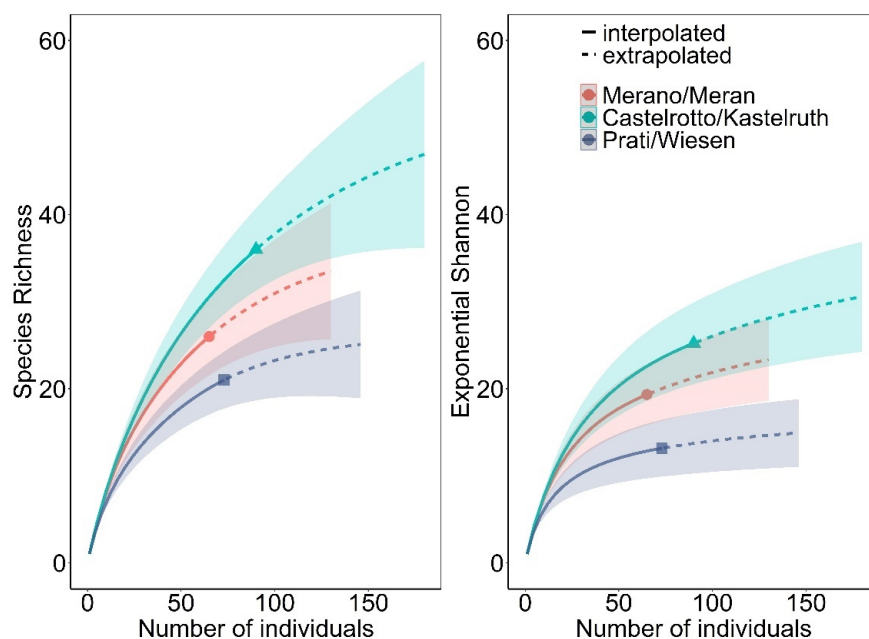 60
40
20
0
Species Richness
0 50 100 150
Number of individuals
interpolated
extrapolated
Merano/Meran
Castelrotto/Kastelruth
Prati/Wiesen
60
40
20
0
Exponential Shannon
0 50 100 150
Number of individuals